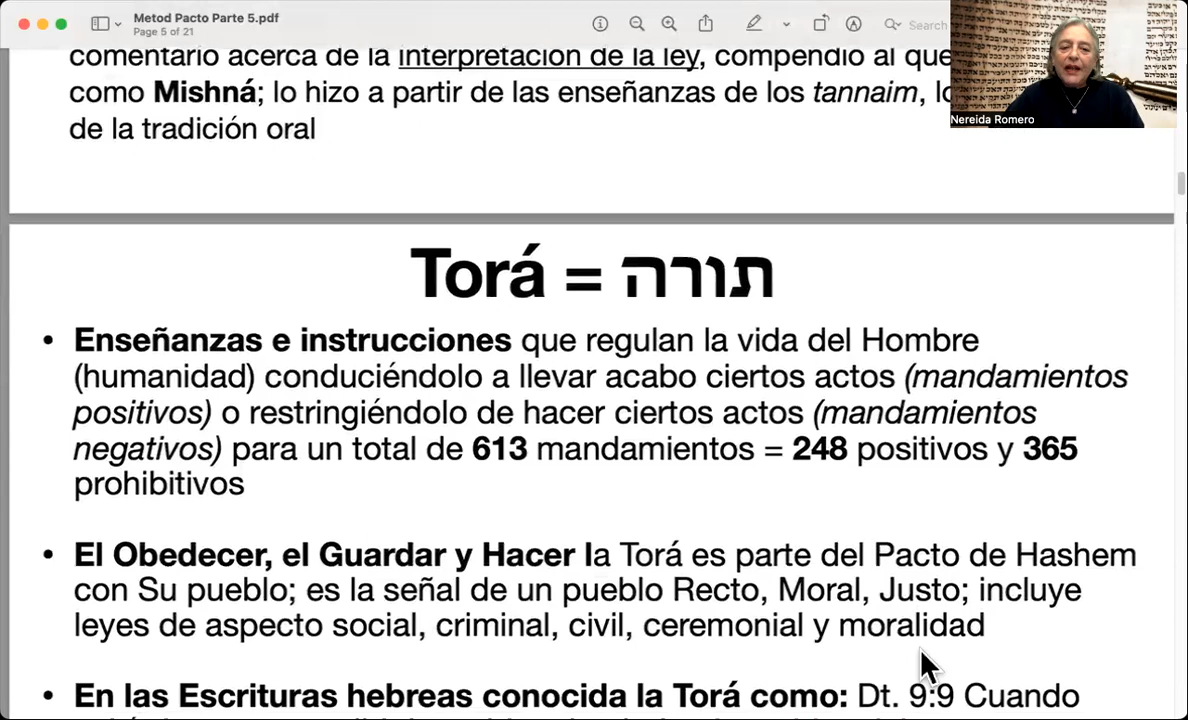 Metod Pacto Parte 5.pdf
Page 5 of 21
Search
Nereida Romero
comentario acerca de la interpretación de la ley, compendio al que
como Mishná; lo hizo a partir de las enseñanzas de los tannaim,
de la tradición oral
Torá = תורה
• Enseñanzas e instrucciones que regulan la vida del Hombre
(humanidad) conduciéndolo a llevar acabo ciertos actos (mandamientos
positivos) o restringiéndolo de hacer ciertos actos (mandamientos
negativos) para un total de 613 mandamientos = 248 positivos y 365
prohibitivos
• El Obedecer, el Guardar y Hacer la Torá es parte del Pacto de Hashem
con Su pueblo; es la señal de un pueblo Recto, Moral, Justo; incluye
leyes de aspecto social, criminal, civil, ceremonial y moralidad
• En las Escrituras hebreas conocida la Torá como: Dt. 9:9 Cuando